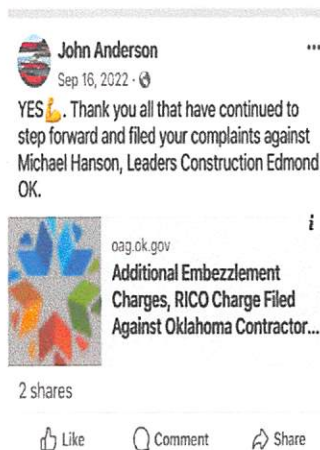 John Anderson
...
Sep 16, 2022 ·
YES💪. Thank you all that have continued to
step forward and filed your complaints against
Michael Hanson, Leaders Construction Edmond
OK.
i
oag.ok.gov
Additional Embezzlement
Charges, RICO Charge Filed
Against Oklahoma Contractor...
2 shares
Like Comment Share